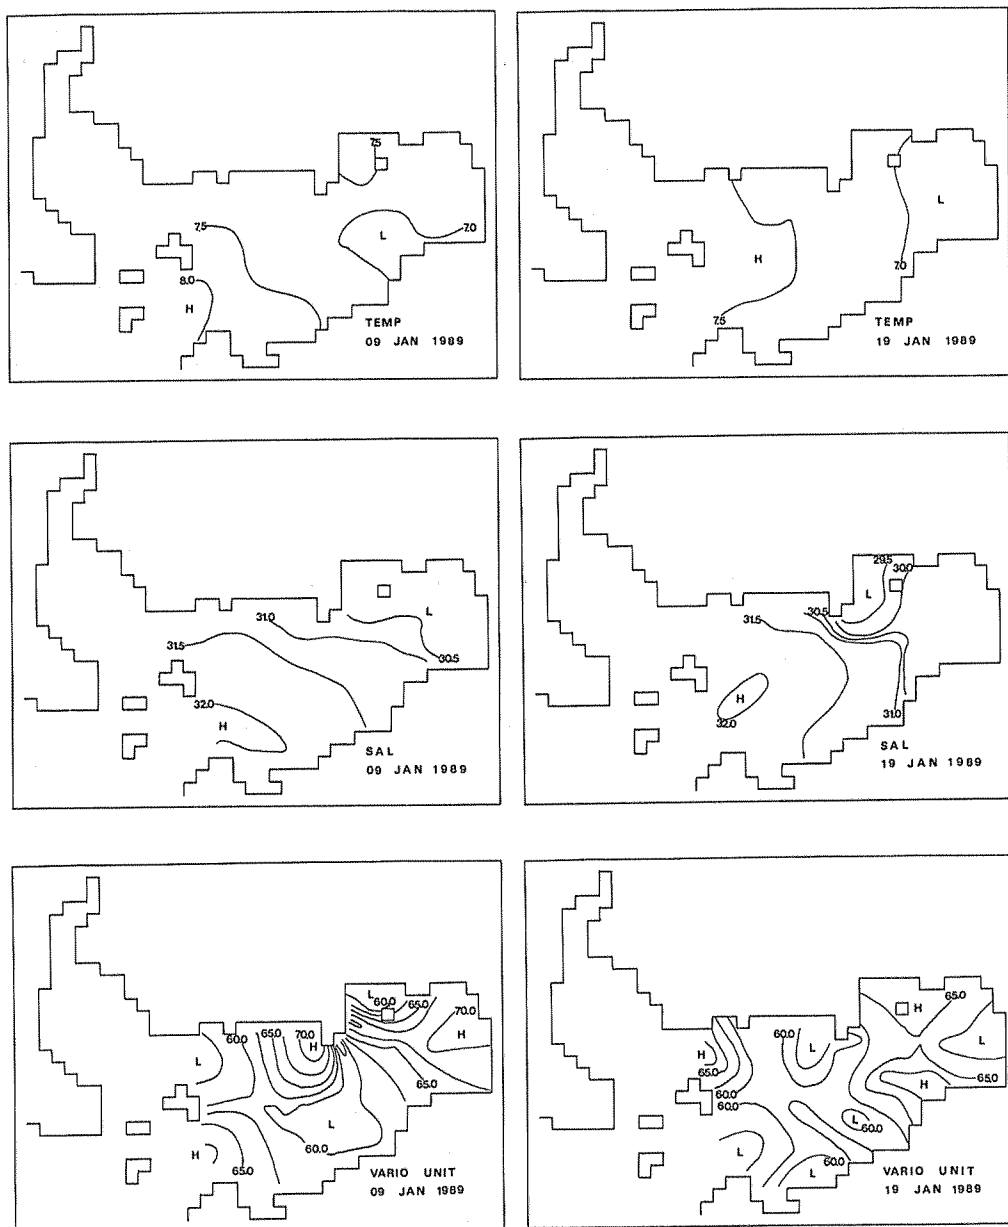 7.5
7.5
L
7.0
8.0
H
TEMP
09 JAN 1989
L
H
7.0
7.5
TEMP
19 JAN 1989
31.0
L
31.5
30.5
32.0
H
SAL
09 JAN 1989
29.5
30.0
L
31.5
30.5
H
32.0
31.0
SAL
19 JAN 1989
L
60.0
65.0
70.0
60.0
65.0
70.0
H
H
L
65.0
L
60.0
H
65.0
VARIO UNIT
09 JAN 1989
H
65.0
60.0
L
L
H
65.0
65.0
60.0
H
60.0
L
60.0
L
60.0
L
VARIO UNIT
19 JAN 1989